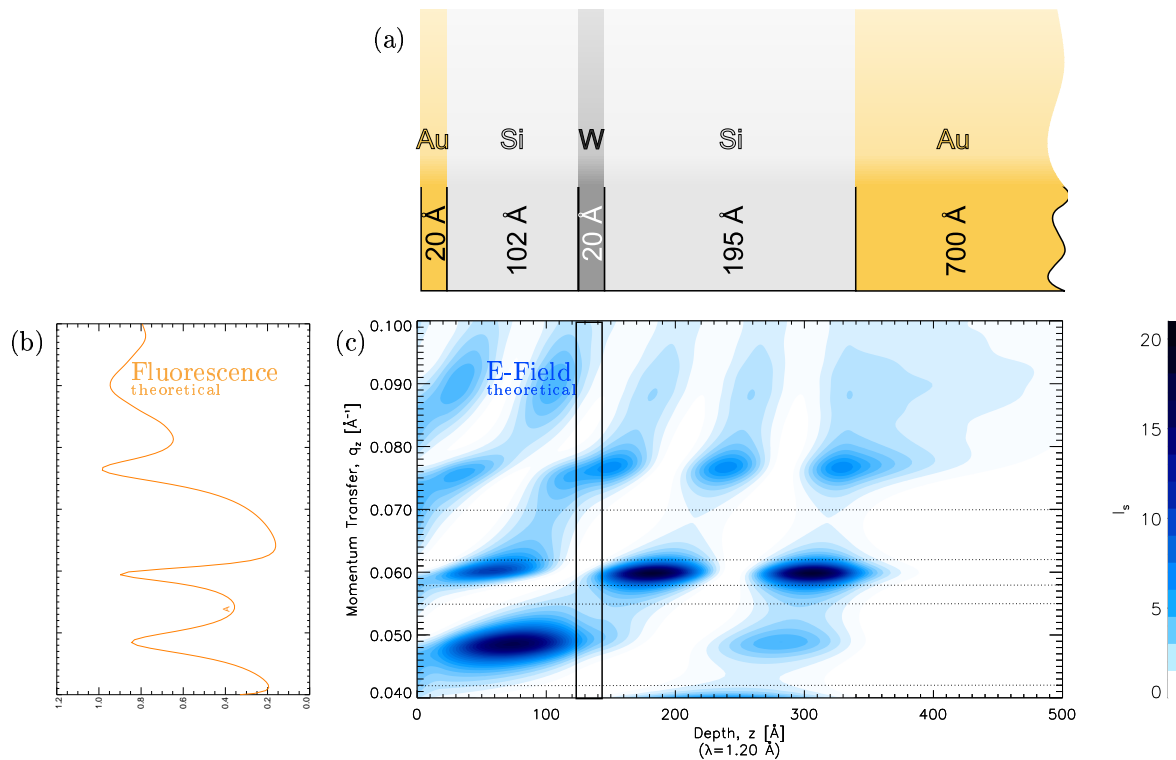 (a)
Au
Si
W
Si
Au
20 Å
102 Å
20 Å
195 Å
700 Å
(b)
Fluorescence
theoretical
A
1.2
1.0
0.8
0.6
0.4
0.2
0.0
(c)
E-Field
theoretical
Momentum Transfer, q_z [Å⁻¹]
0.100
0.090
0.080
0.070
0.060
0.050
0.040
0
100
200
300
400
500
Depth, z [Å]
(λ=1.20 Å)
I_s
20
15
10
5
0